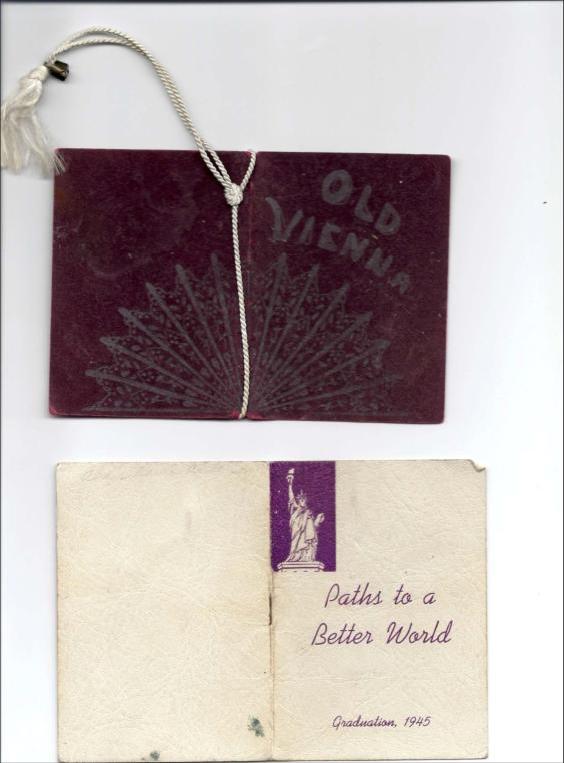 OLD
VIENNA
Paths to a
Better World
Graduation, 1945